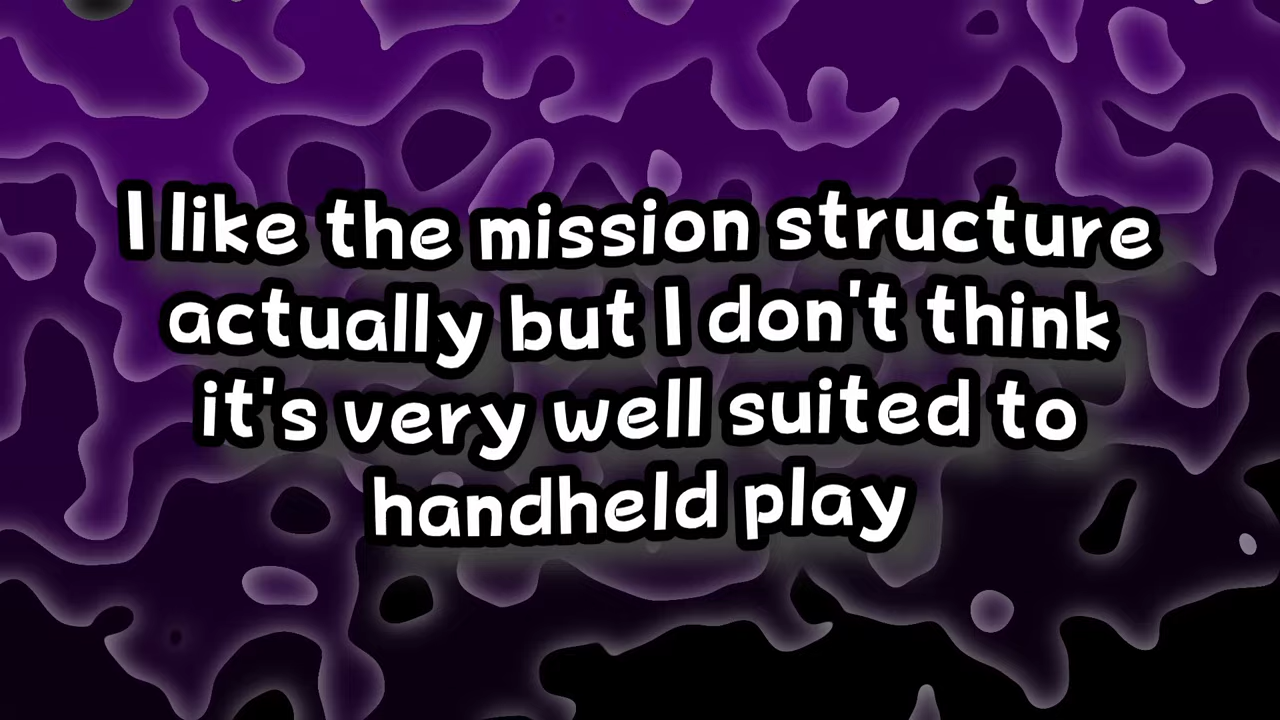 I like the mission structure
actually but I don't think
it's very well suited to
handheld play